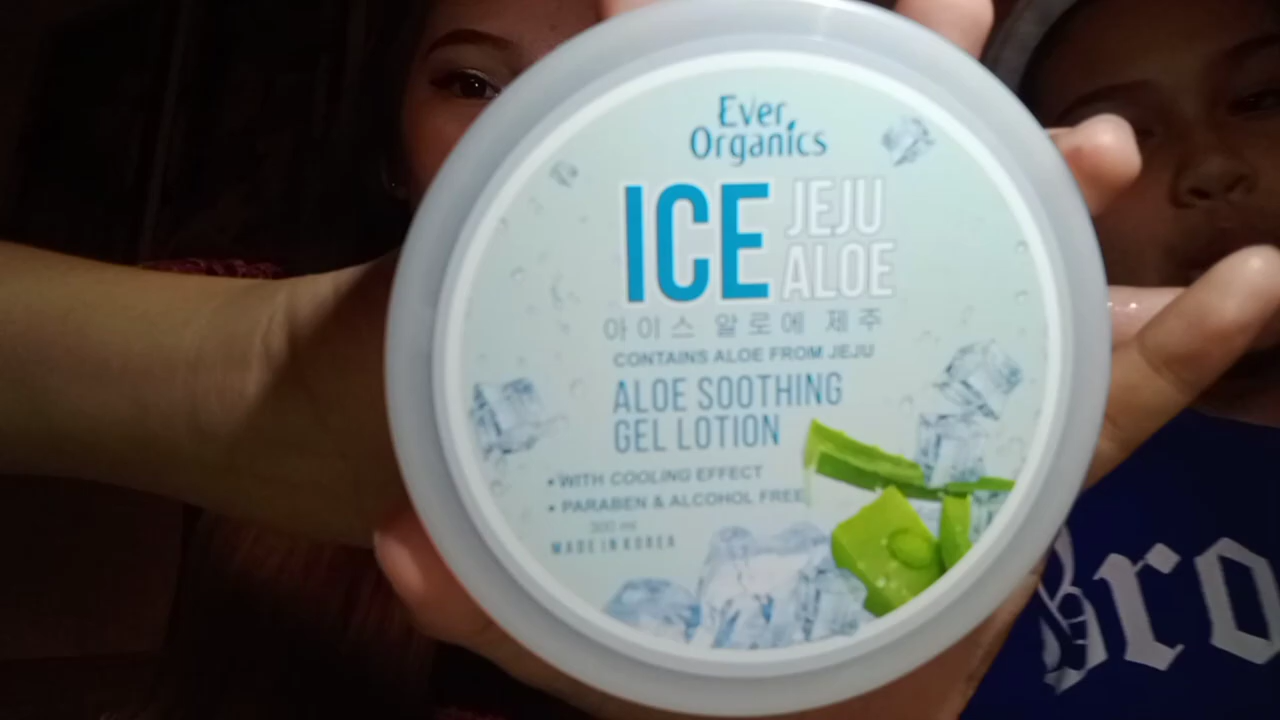 Ever
Organics
ICE JEJU
ALOE
아이스 알로에 제주
CONTAINS ALOE FROM JEJU
ALOE SOOTHING
GEL LOTION
• WITH COOLING EFFECT
• PARABEN & ALCOHOL FREE
300 ml
MADE IN KOREA
Bro